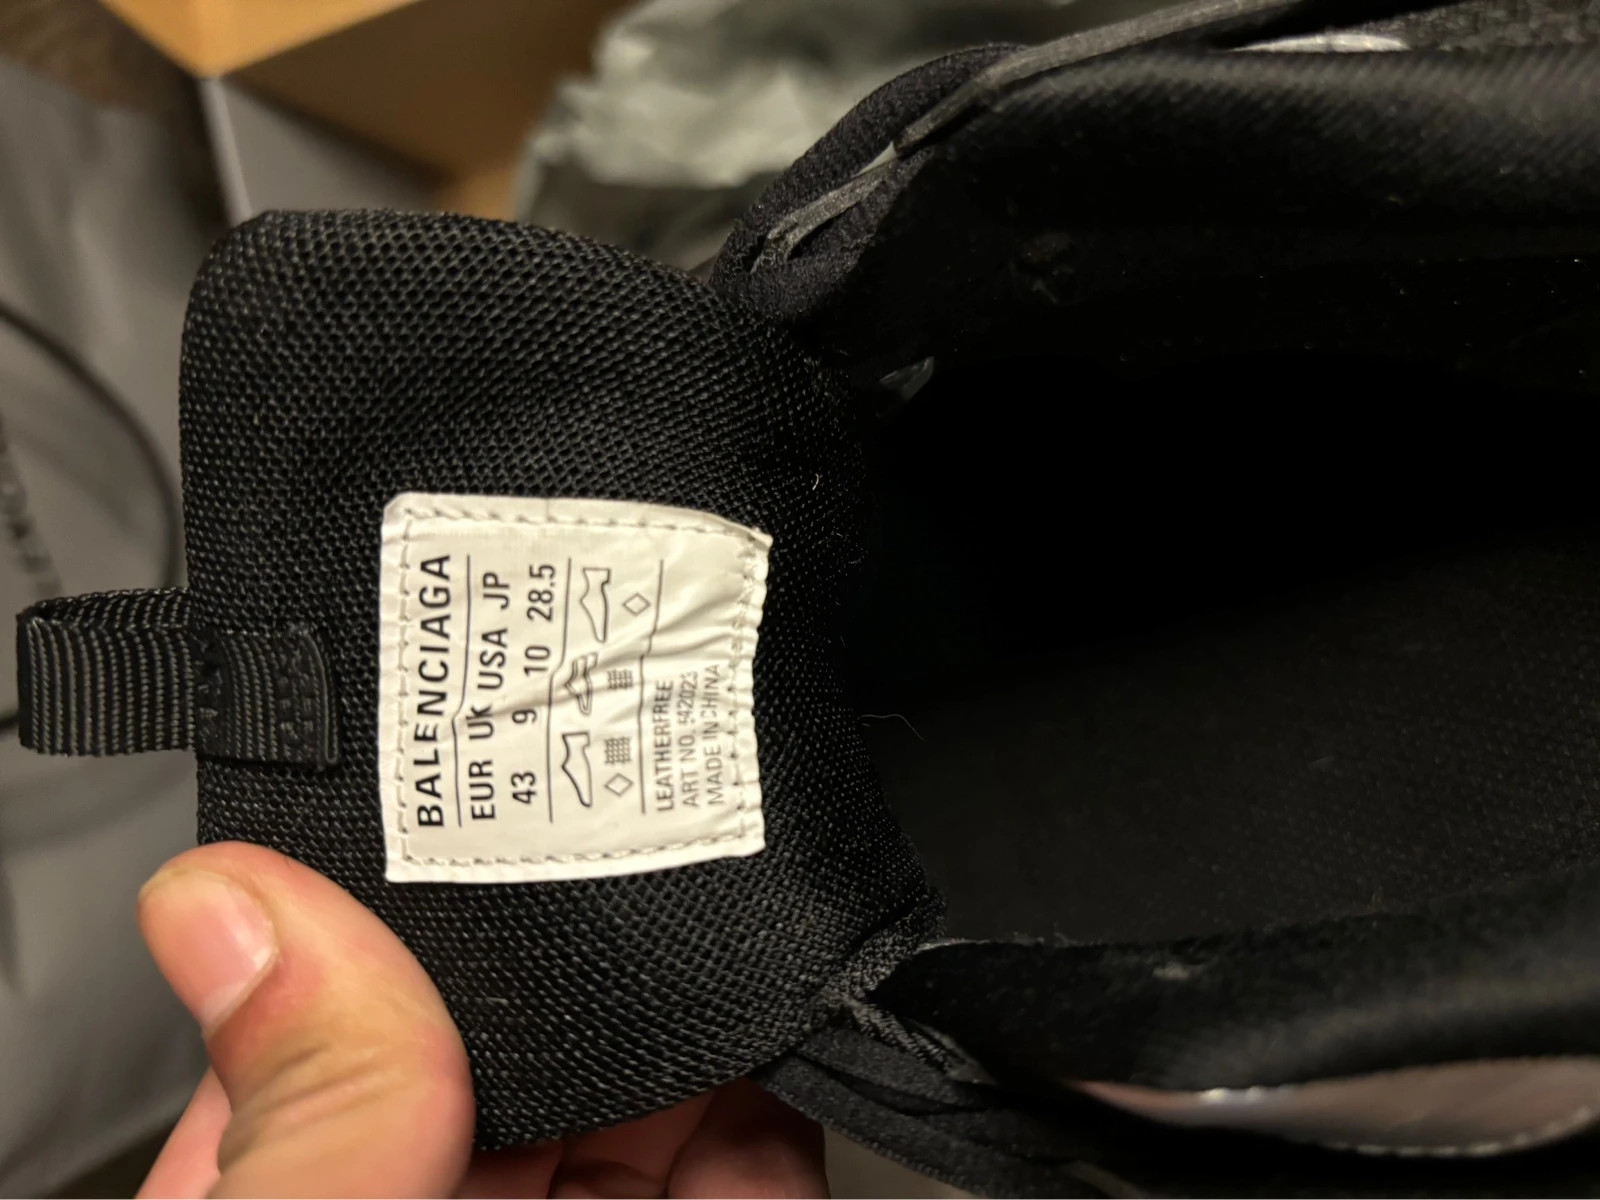 BALENCIAGA
EUR UK USA JP
43 9 10 28.5
LEATHERFREE
ART NO. 542023
MADE IN CHINA